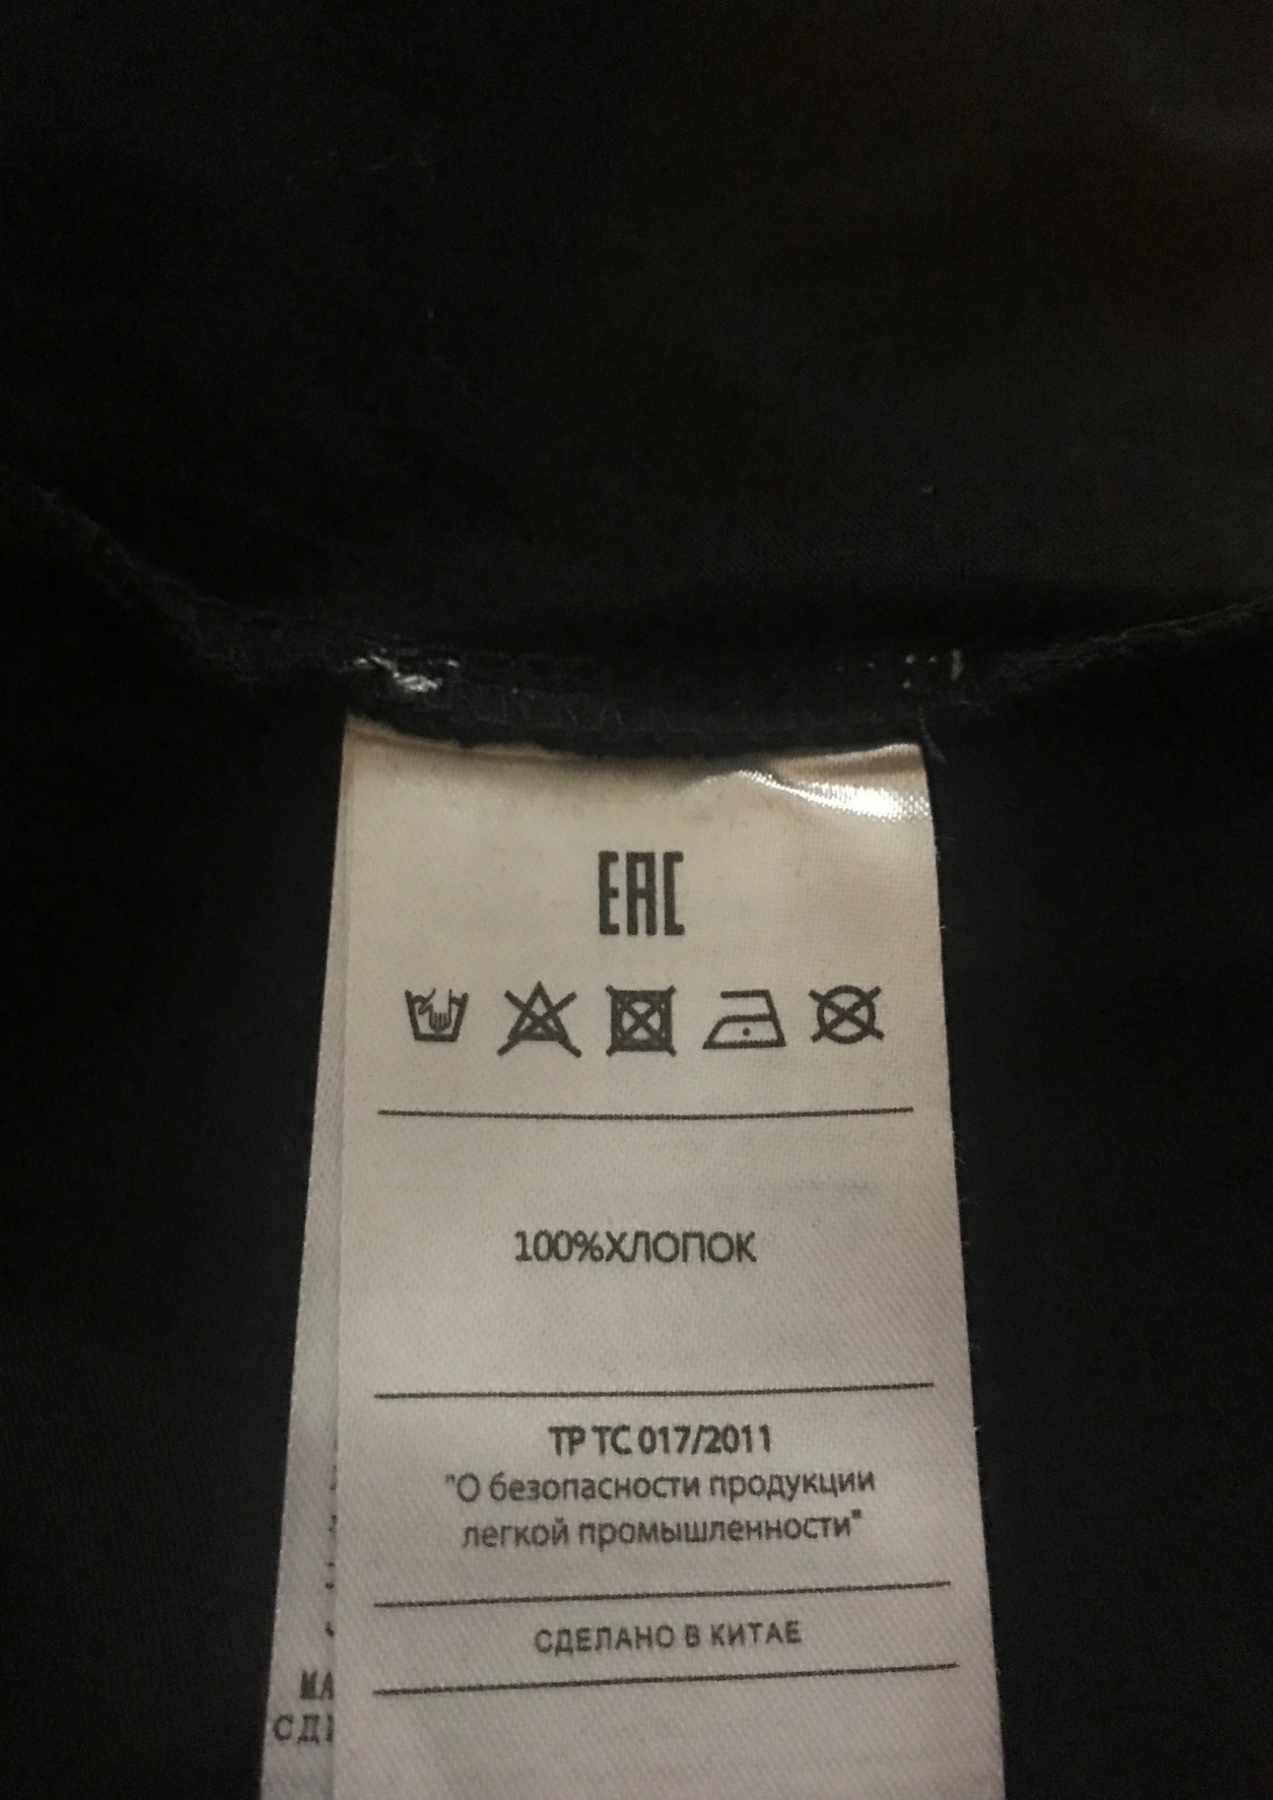 ЕАС
100%ХЛОПОК
ТР ТС 017/2011
"О безопасности продукции
легкой промышленности"
СДЕЛАНО В КИТАЕ